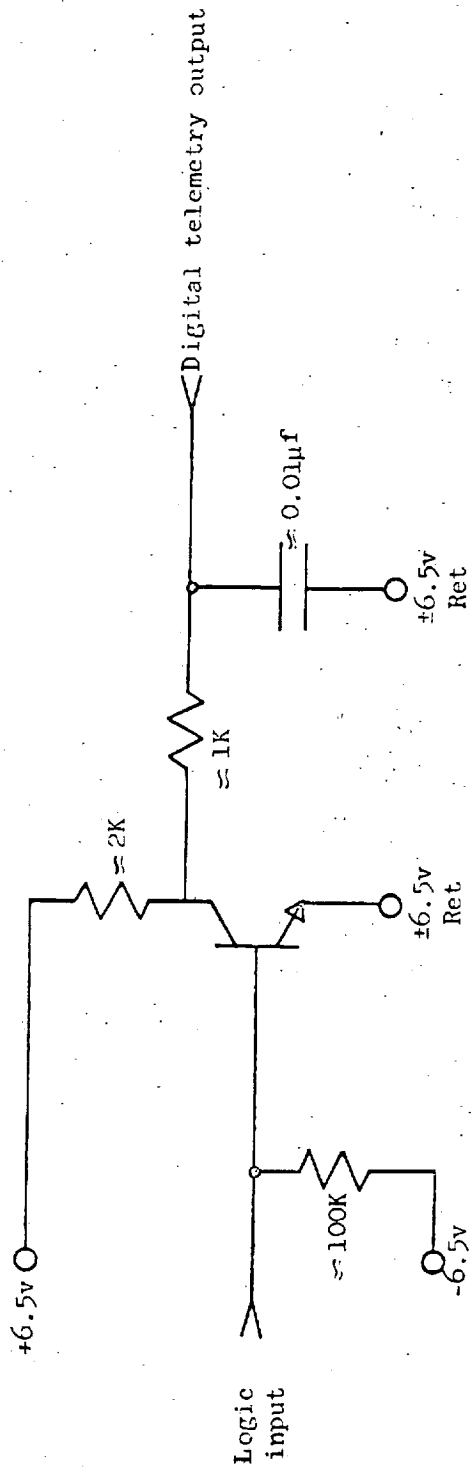 +6.5v
≈ 2K
Logic
input
≈ 100K
-6.5v
±6.5v
Ret
≈ 1K
≈ 0.01µf
±6.5v
Ret
Digital telemetry output